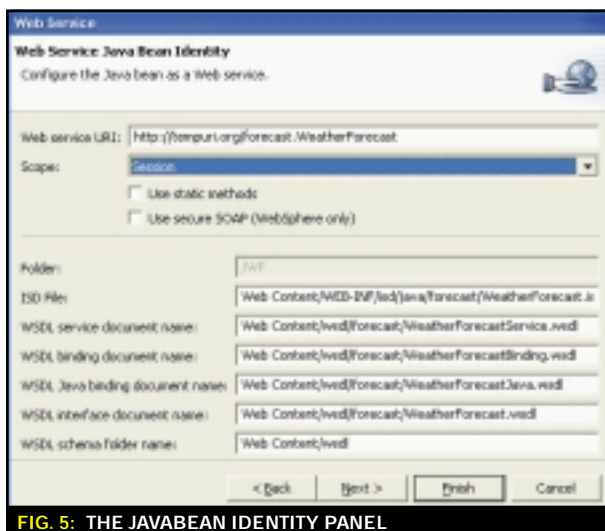 Web Service
Web Service Java Bean Identity
Configure the Java bean as a Web service.
Web service URI: http://tempuri.org/forecast.WeatherForecast
Scope: Session
Use static methods
Use secure SOAP (WebSphere only)
Folder: /WF
ISD File: Web Content/WEB-INF/isd/java/forecast/WeatherForecast.is
WSDL service document name: Web Content/wsdl/forecast/WeatherForecastService.wsdl
WSDL binding document name: Web Content/wsdl/forecast/WeatherForecastBinding.wsdl
WSDL Java binding document name: Web Content/wsdl/forecast/WeatherForecastJava.wsdl
WSDL interface document name: Web Content/wsdl/forecast/WeatherForecast.wsdl
WSDL schema folder name: Web Content/wsdl
< Back Next > Finish Cancel
FIG. 5: THE JAVABEAN IDENTITY PANEL